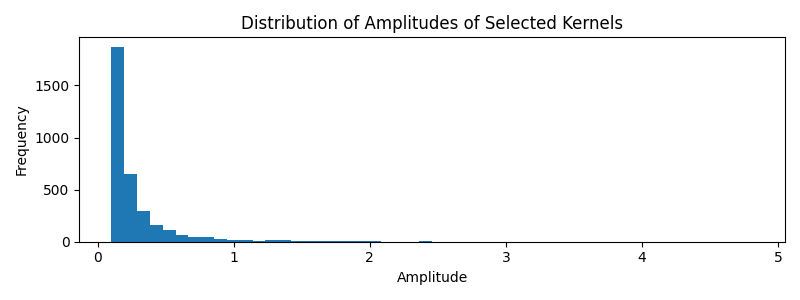 Distribution of Amplitudes of Selected Kernels
Frequency
1500
1000
500
0
0 1 2 3 4 5
Amplitude